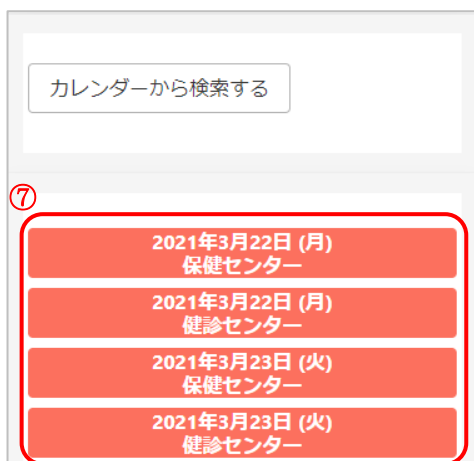 カレンダーから検索する
⑦
2021年3月22日 (月)
保健センター
2021年3月22日 (月)
健診センター
2021年3月23日 (火)
保健センター
2021年3月23日 (火)
健診センター